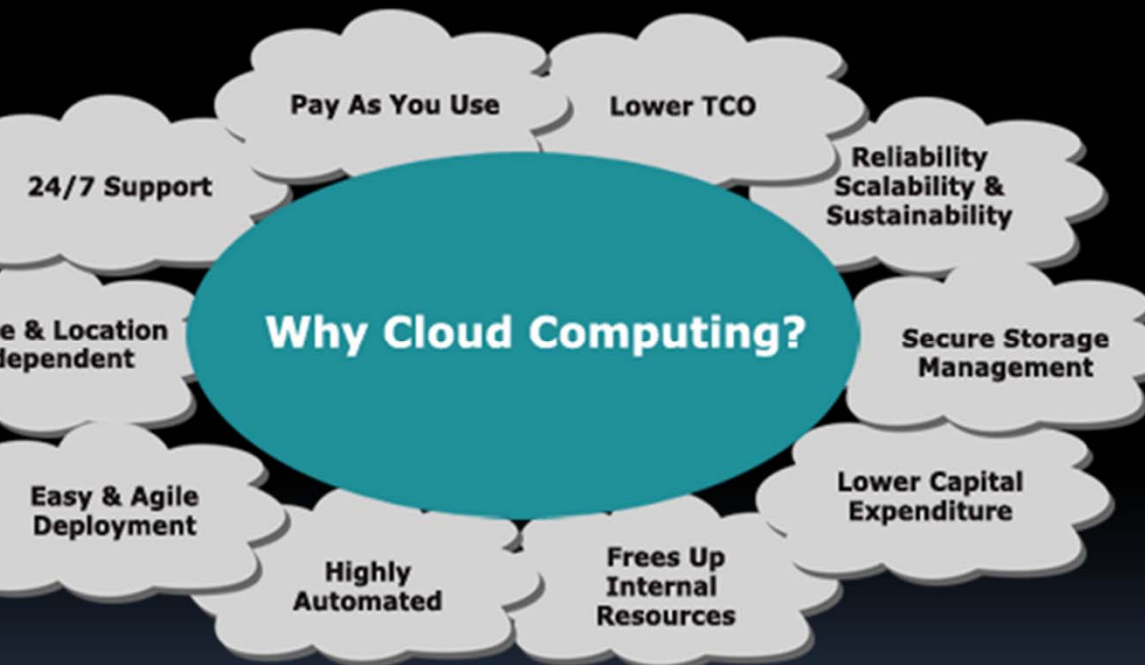 Pay As You Use
Lower TCO
24/7 Support
Reliability
Scalability &
Sustainability
& Location
Why Cloud Computing?
Secure Storage
Management
Easy & Agile
Deployment
Lower Capital
Expenditure
Highly
Automated
Frees Up
Internal
Resources